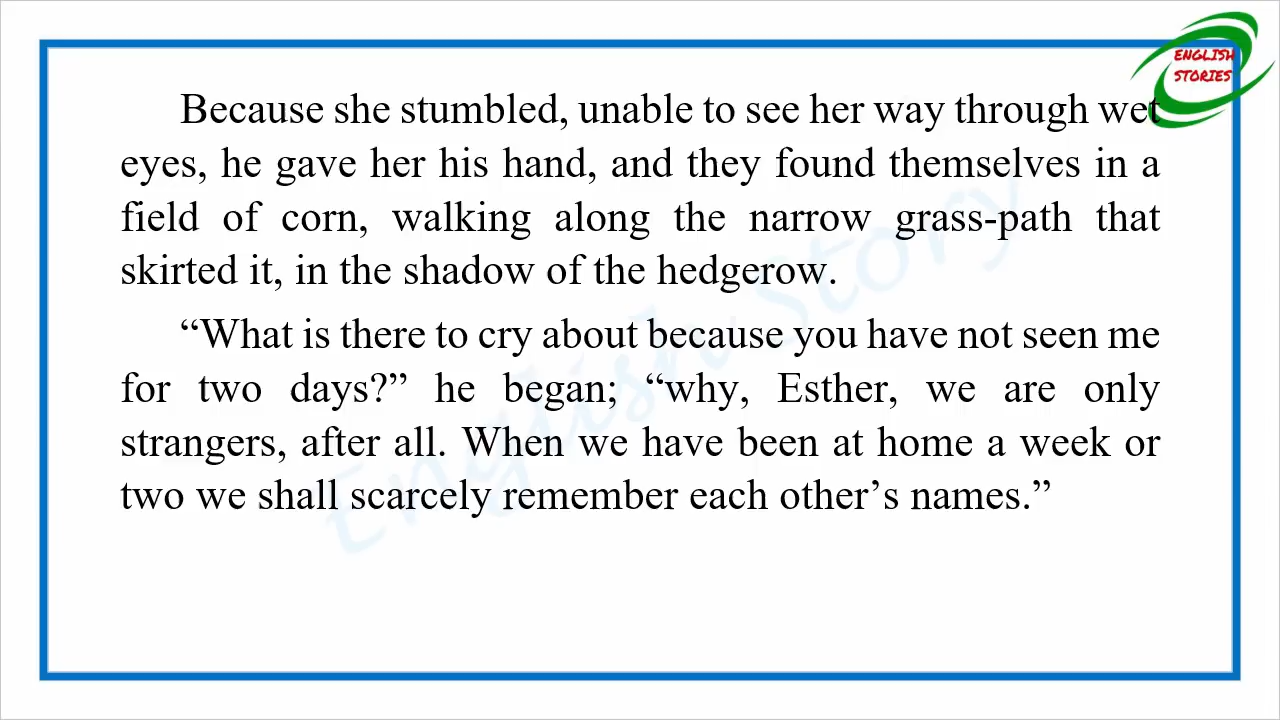 ENGLISH
STORIES
Because she stumbled, unable to see her way through wet
eyes, he gave her his hand, and they found themselves in a
field of corn, walking along the narrow grass-path that
skirted it, in the shadow of the hedgerow.
“What is there to cry about because you have not seen me
for two days?” he began; “why, Esther, we are only
strangers, after all. When we have been at home a week or
two we shall scarcely remember each other’s names.”
English Story